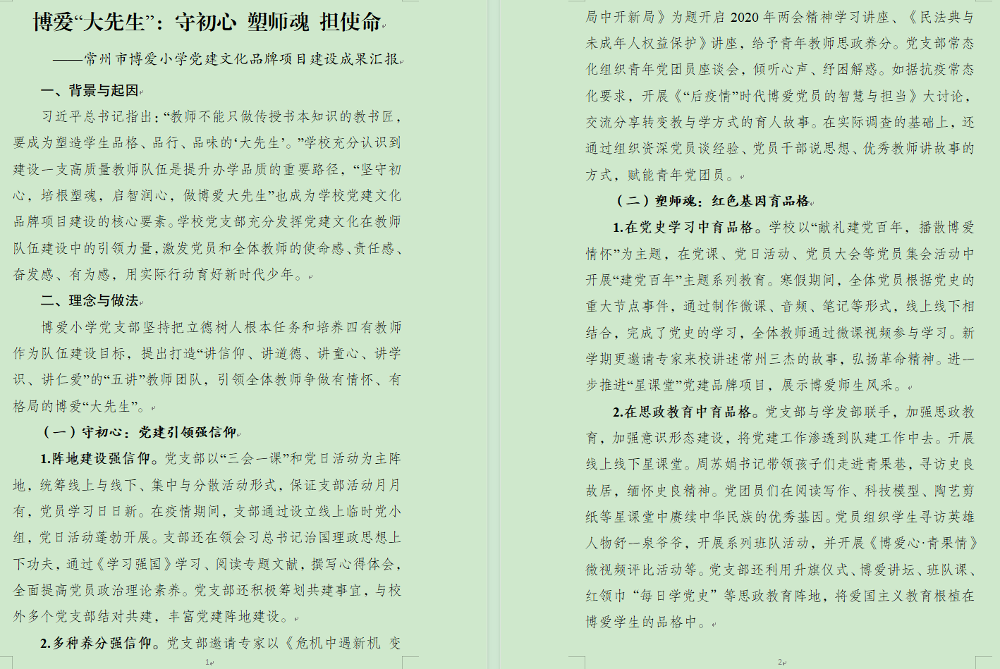 博爱“大先生”：守初心 塑师魂 担使命
——常州市博爱小学党建文化品牌项目建设成果汇报
一、背景与起因
习近平总书记指出：“教师不能只做传授书本知识的教书匠，
要成为塑造学生品格、品行、品味的‘大先生’。”学校充分认识到
建设一支高质量教师队伍是提升办学品质的重要路径，“坚守初
心，培根塑魂，启智润心，做博爱大先生”也成为学校党建文化
品牌项目建设的核心要素。学校党支部充分发挥党建文化在教师
队伍建设中的引领力量，激发党员和全体教师的使命感、责任感、
奋发感、有为感，用实际行动育好新时代少年。
二、理念与做法
博爱小学党支部坚持把立德树人根本任务和培养四有教师
作为队伍建设目标，提出打造“讲信仰、讲道德、讲童心、讲学
识、讲仁爱”的“五讲”教师团队，引领全体教师争做有情怀、有
格局的博爱“大先生”。
（一）守初心：党建引领强信仰
1.阵地建设强信仰。党支部以“三会一课”和党日活动为主阵
地，统筹线上与线下、集中与分散活动形式，保证支部活动月月
有，党员学习日日新。在疫情期间，支部通过设立线上临时党小
组，党日活动蓬勃开展。支部还在领会习总书记治国理政思想上
下功夫，通过《学习强国》学习、阅读专题文献，撰写心得体会，
全面提高党员政治理论素养。党支部还积极筹划共建事宜，与校
外多个党支部结对共建，丰富党建阵地建设。
2.多种养分强信仰。党支部邀请专家以《危机中遇新机 变
1
局中开新局》为题开启 2020 年两会精神学习讲座、《民法典与
未成年人权益保护》讲座，给予青年教师思政养分。党支部常态
化组织青年党团员座谈会，倾听心声、纾困解惑。如据抗疫常态
化要求，开展《“后疫情”时代博爱党员的智慧与担当》大讨论，
交流分享转变教与学方式的育人故事。在实际调查的基础上，还
通过组织资深党员谈经验、党员干部说思想、优秀教师讲故事的
方式，赋能青年党团员。
（二）塑师魂：红色基因育品格
1.在党史学习中育品格。学校以“献礼建党百年，播散博爱
情怀”为主题，在党课、党日活动、党员大会等党员集会活动中
开展“建党百年”主题系列教育。寒假期间，全体党员根据党史的
重大节点事件，通过制作微课、音频、笔记等形式，线上线下相
结合，完成了党史的学习，全体教师通过微课视频参与学习。新
学期更邀请专家来校讲述常州三杰的故事，弘扬革命精神。进一
步推进“星课堂”党建品牌项目，展示博爱师生风采。
2.在思政教育中育品格。党支部与学发部联手，加强思政教
育，加强意识形态建设，将党建工作渗透到队建工作中去。开展
线上线下星课堂。周苏娟书记带领孩子们走进青果巷，寻访史良
故居，缅怀史良精神。党团员们在阅读写作、科技模型、陶艺剪
纸等星课堂中赓续中华民族的优秀基因。党员组织学生寻访英雄
人物舒一泉爷爷，开展系列班队活动，并开展《博爱心·青果情》
微视频评比活动等。党支部还利用升旗仪式、博爱讲坛、班队课、
红领巾“每日学党史”等思政教育阵地，将爱国主义教育根植在
博爱学生的品格中。
2